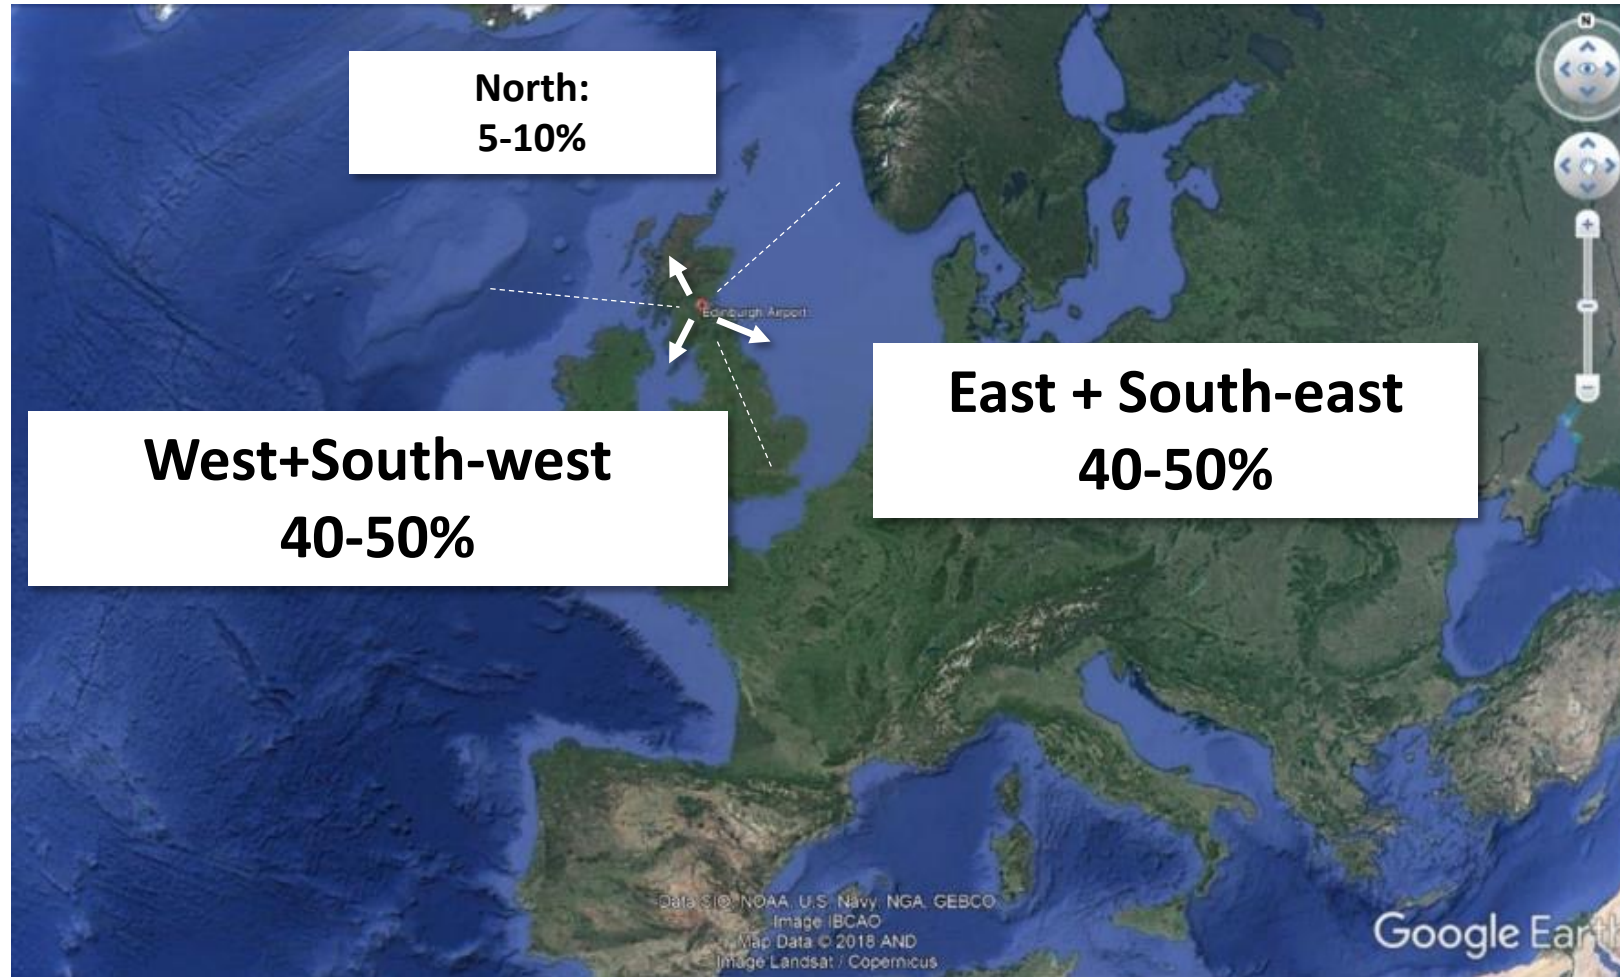 N
North:
5-10%
Edinburgh Airport
East + South-east
40-50%
West+South-west
40-50%
Data SIO, NOAA, U.S. Navy, NGA, GEBCO
Image IBCAO
Map Data © 2018 AND
Image Landsat / Copernicus
Google Earth